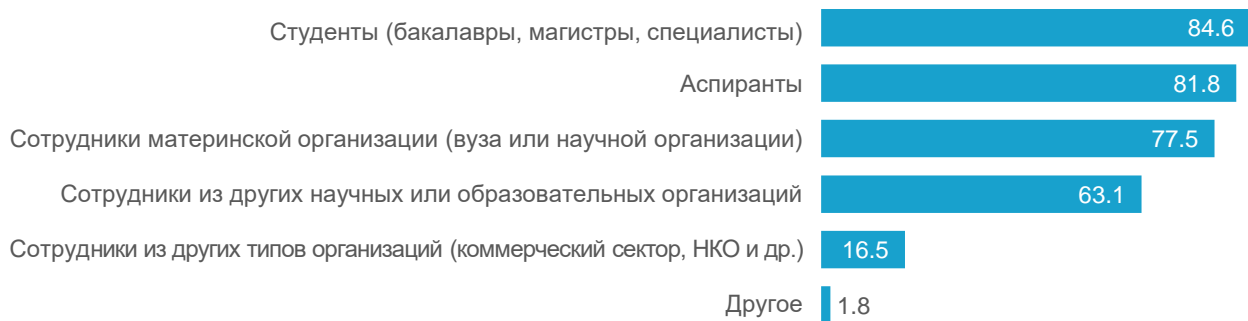 Студенты (бакалавры, магистры, специалисты) 84.6
Аспиранты 81.8
Сотрудники материнской организации (вуза или научной организации) 77.5
Сотрудники из других научных или образовательных организаций 63.1
Сотрудники из других типов организаций (коммерческий сектор, НКО и др.) 16.5
Другое 1.8